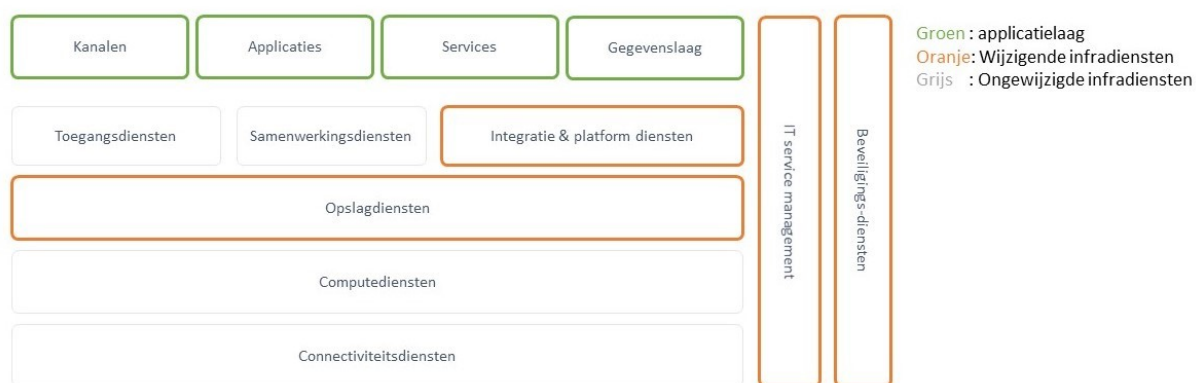 Kanalen
Applicaties
Services
Gegevenslaag
Toegangsdiensten
Samenwerkingsdiensten
Integratie & platform diensten
Opslagdiensten
Computediensten
Connectiviteitsdiensten
IT service management
Beveiligings-diensten
Groen : applicatielaag
Oranje: Wijzigende infradiensten
Grijs : Ongewijzigde infradiensten